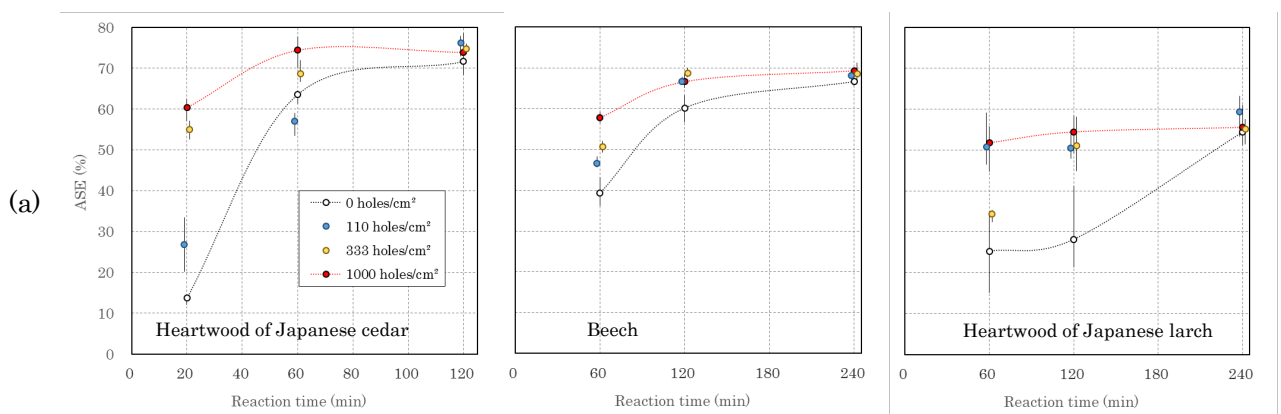 (a)
ASE (%)
80
70
60
50
40
30
20
10
0
0 holes/cm²
110 holes/cm²
333 holes/cm²
1000 holes/cm²
Heartwood of Japanese cedar
0 20 40 60 80 100 120
Reaction time (min)
Beech
0 60 120 180 240
Reaction time (min)
Heartwood of Japanese larch
0 60 120 180 240
Reaction time (min)